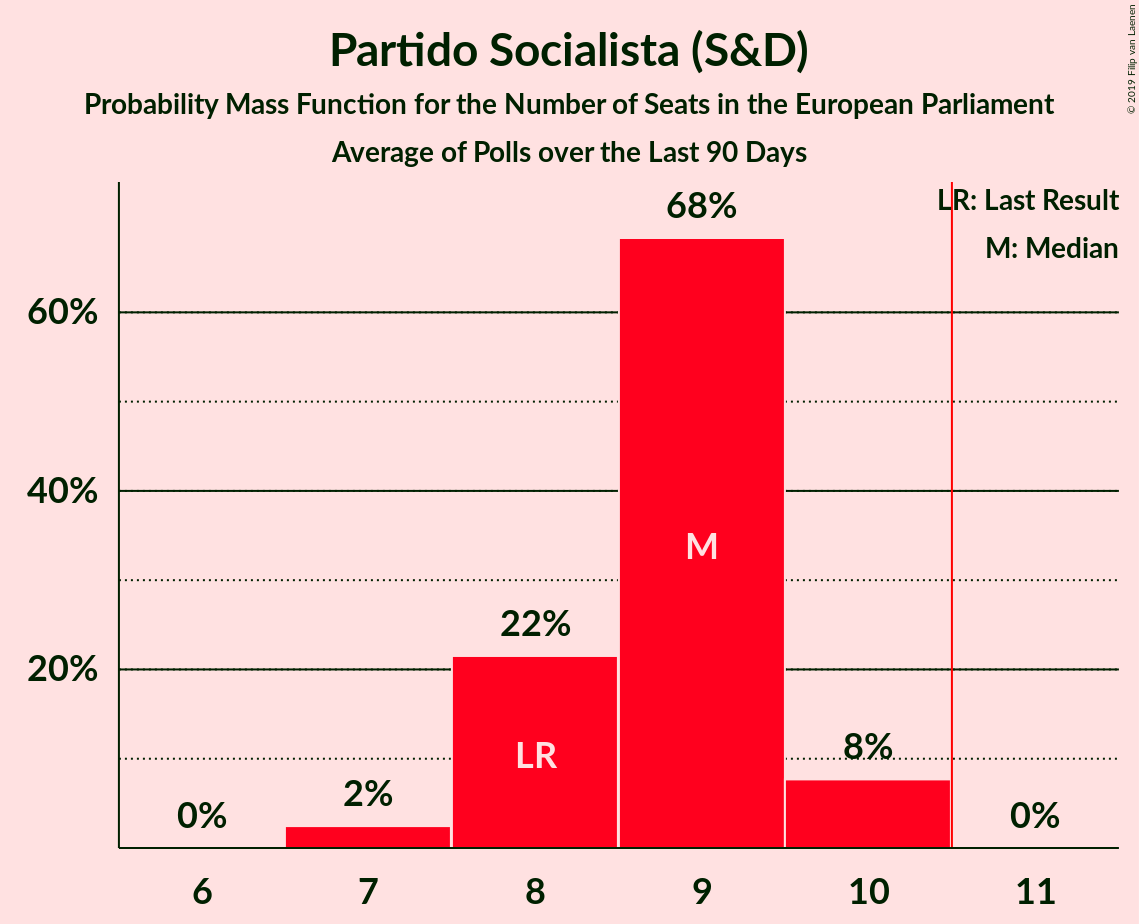 Partido Socialista (S&D)
Probability Mass Function for the Number of Seats in the European Parliament
Average of Polls over the Last 90 Days
© 2019 Filip van Laenen
LR: Last Result
M: Median
60%
40%
20%
0%
2%
22%
68%
8%
0%
LR
M
6
7
8
9
10
11